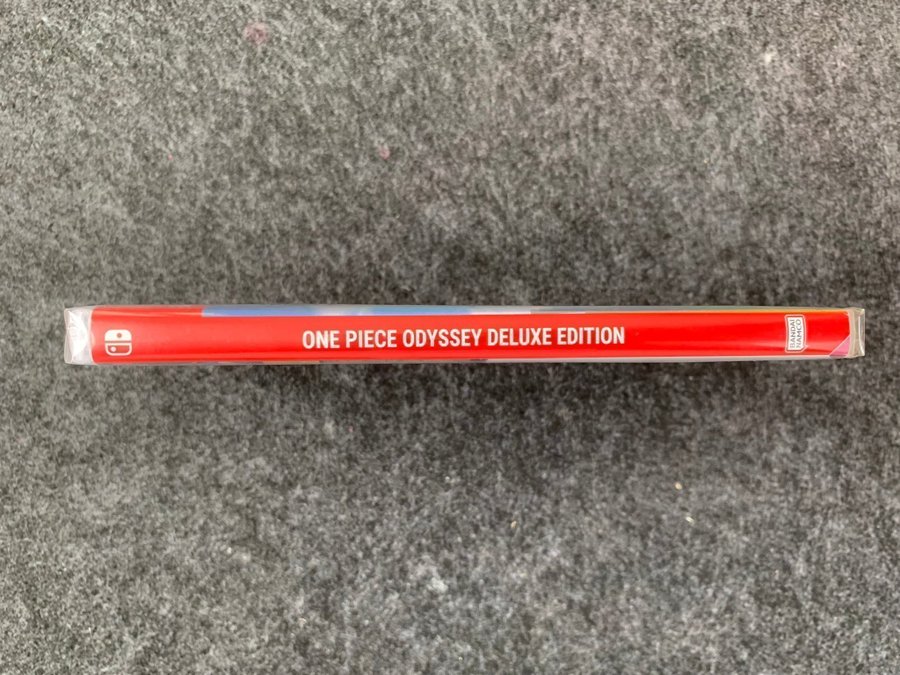 ONE PIECE ODYSSEY DELUXE EDITION
BANDAI
NAMCO